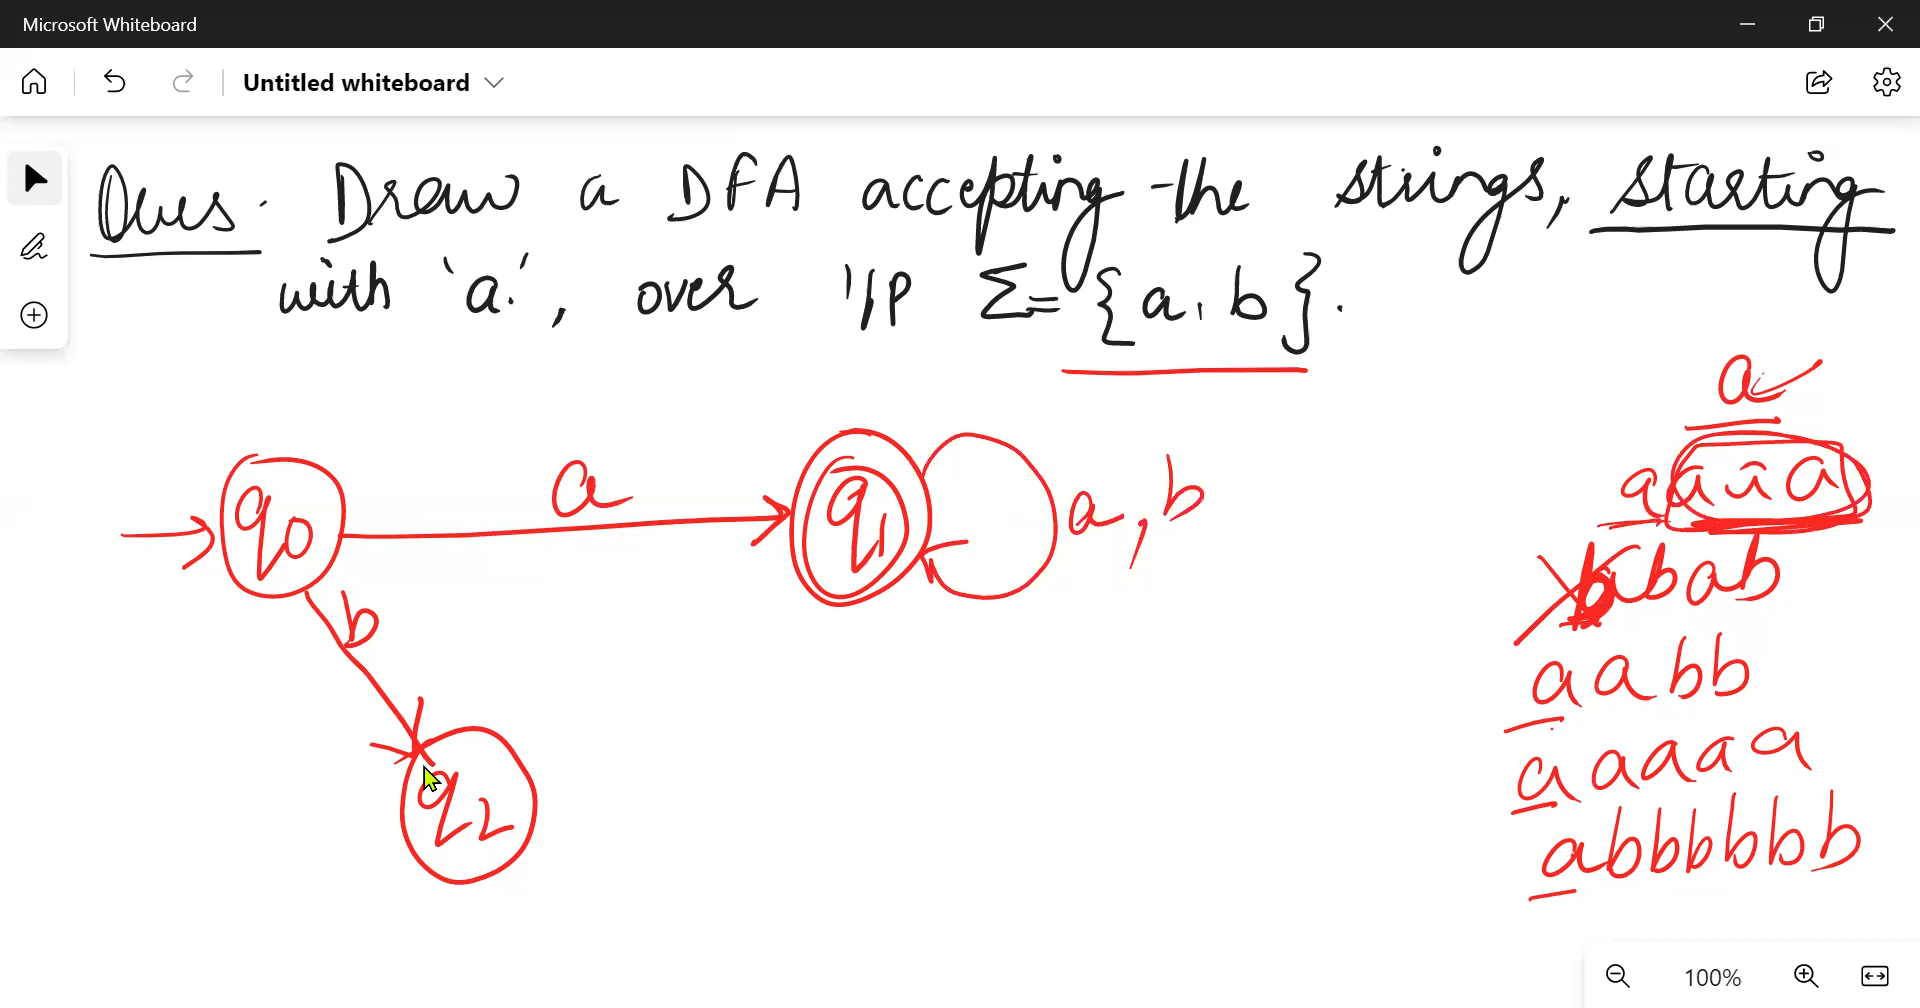 Microsoft Whiteboard
Untitled whiteboard
Ques. Draw a DFA accepting the strings, starting
with 'a', over i/p Σ = {a, b}.
a
aaaa
q0
a
q1
a, b
bbab
b
aabb
q2
aaaaa
abbbbbb
100%